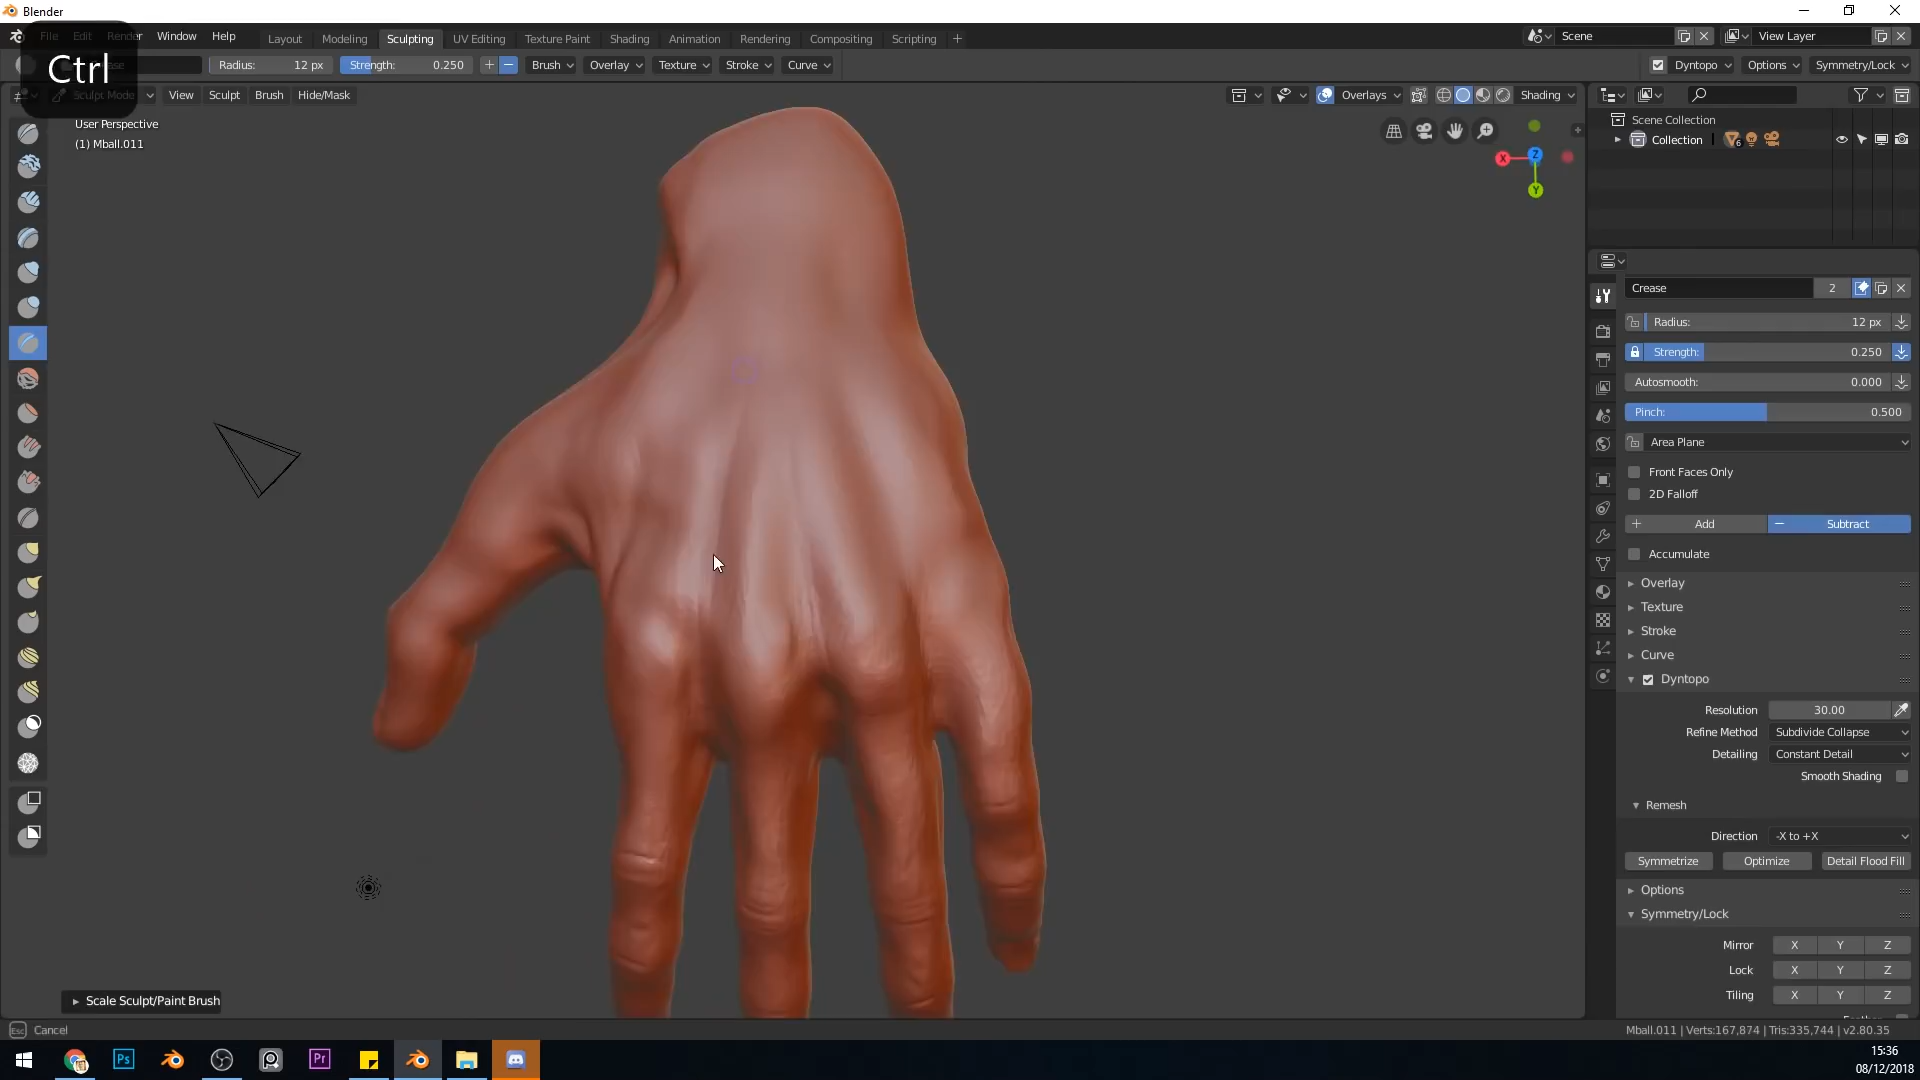 Blender
File Edit Render Window Help
Layout Modeling Sculpting UV Editing Texture Paint Shading Animation Rendering Compositing Scripting +
Scene
View Layer
Ctrl
Radius: 12 px
Strength: 0.250
Brush Overlay Texture Stroke Curve
Dyntopo Options Symmetry/Lock
Sculpt Mode View Sculpt Brush Hide/Mask
Overlays
Shading
User Perspective
(1) Mball.011
X
Z
Y
Scene Collection
Collection 6
Crease 2
Radius: 12 px
Strength: 0.250
Autosmooth: 0.000
Pinch: 0.500
Area Plane
Front Faces Only
2D Falloff
+ Add − Subtract
Accumulate
Overlay
Texture
Stroke
Curve
Dyntopo
Resolution 30.00
Refine Method Subdivide Collapse
Detailing Constant Detail
Smooth Shading
Remesh
Direction -X to +X
Symmetrize Optimize Detail Flood Fill
Options
Symmetry/Lock
Mirror X Y Z
Lock X Y Z
Tiling X Y Z
Scale Sculpt/Paint Brush
Esc Cancel
Mball.011 | Verts:167,874 | Tris:335,744 | v2.80.35
Ps
Pr
15:36
08/12/2018